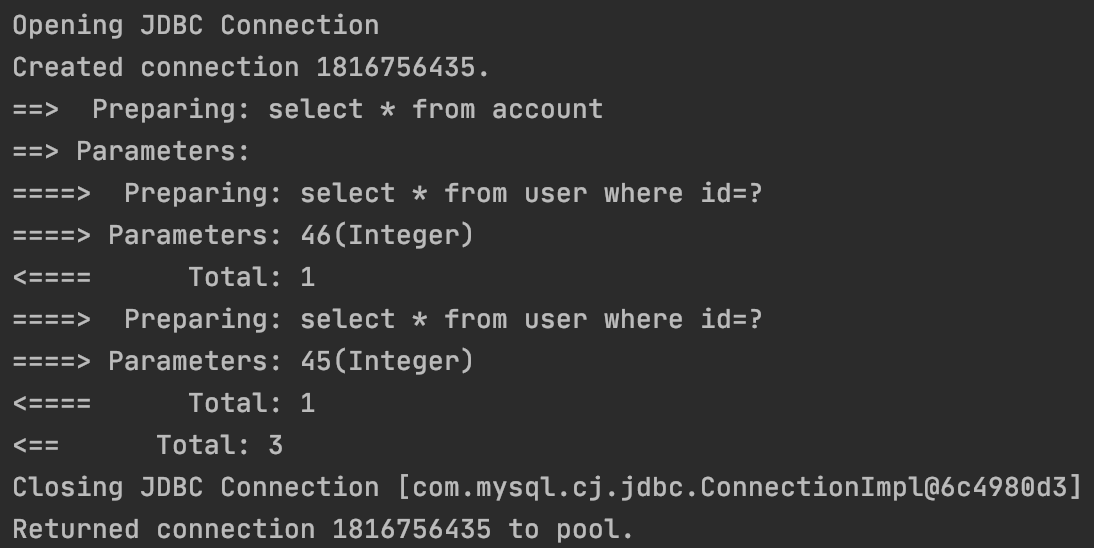 Opening JDBC Connection
Created connection 1816756435.
==>  Preparing: select * from account
==> Parameters:
====>  Preparing: select * from user where id=?
====> Parameters: 46(Integer)
<====      Total: 1
====>  Preparing: select * from user where id=?
====> Parameters: 45(Integer)
<====      Total: 1
<==      Total: 3
Closing JDBC Connection [com.mysql.cj.jdbc.ConnectionImpl@6c4980d3]
Returned connection 1816756435 to pool.